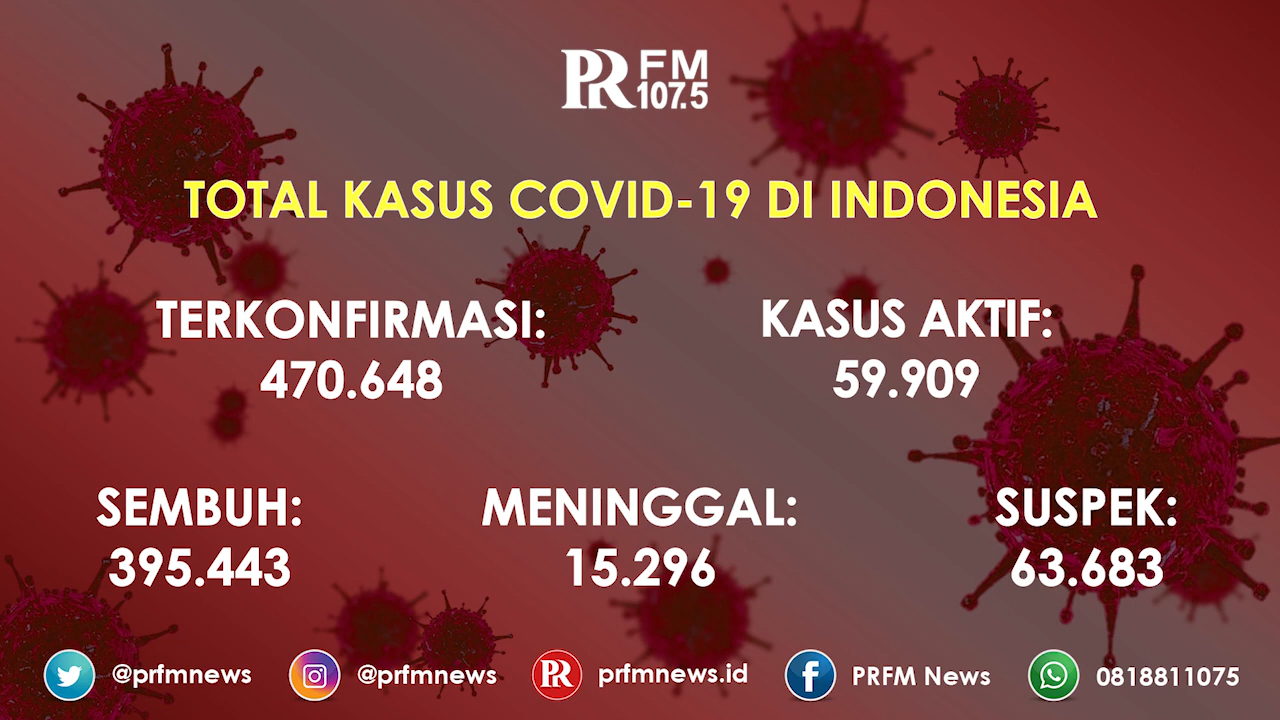 PR FM
107.5
TOTAL KASUS COVID-19 DI INDONESIA
TERKONFIRMASI:
470.648
KASUS AKTIF:
59.909
SEMBUH:
395.443
MENINGGAL:
15.296
SUSPEK:
63.683
@prfmnews
@prfmnews
PR
prfmnews.id
PRFM News
0818811075